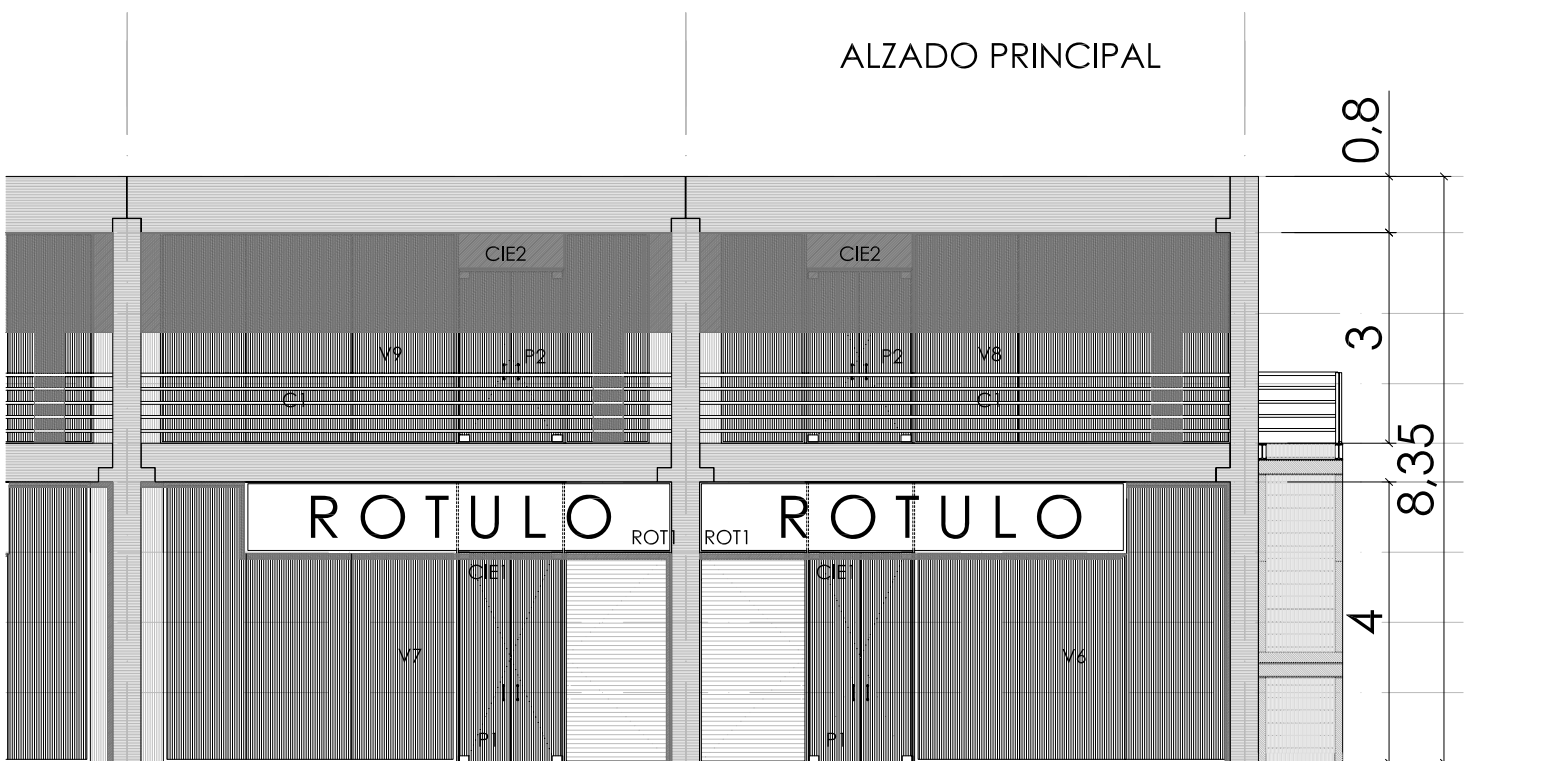 ALZADO PRINCIPAL
0,8
CIE2
CIE2
3
V9
P2
P2
V8
C1
C1
8,35
ROTULO
ROT1
ROT1
ROTULO
CIE1
CIE1
4
V7
V6
P1
P1